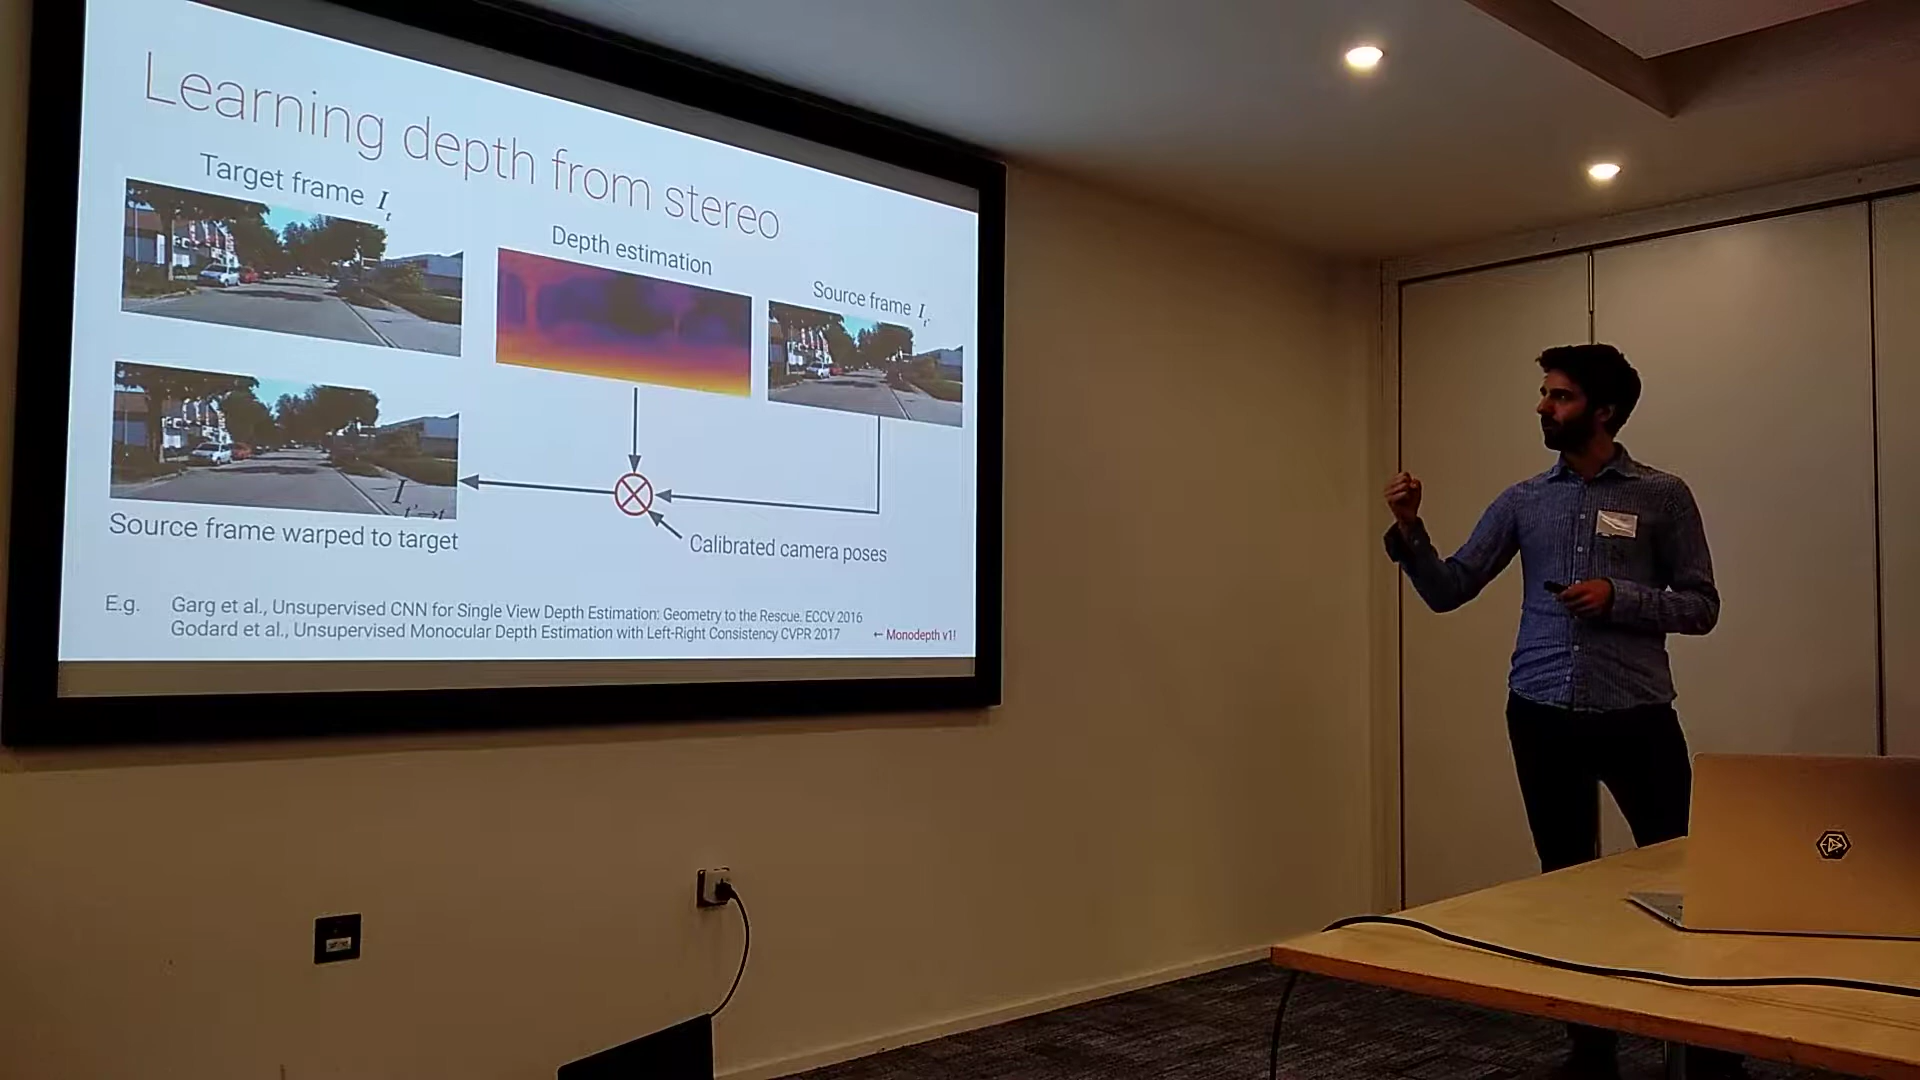 Learning depth from stereo
Target frame I_t
Depth estimation
Source frame I_t'
I_t'→t
Source frame warped to target
Calibrated camera poses
E.g. Garg et al., Unsupervised CNN for Single View Depth Estimation: Geometry to the Rescue. ECCV 2016
Godard et al., Unsupervised Monocular Depth Estimation with Left-Right Consistency CVPR 2017 ← Monodepth v1!